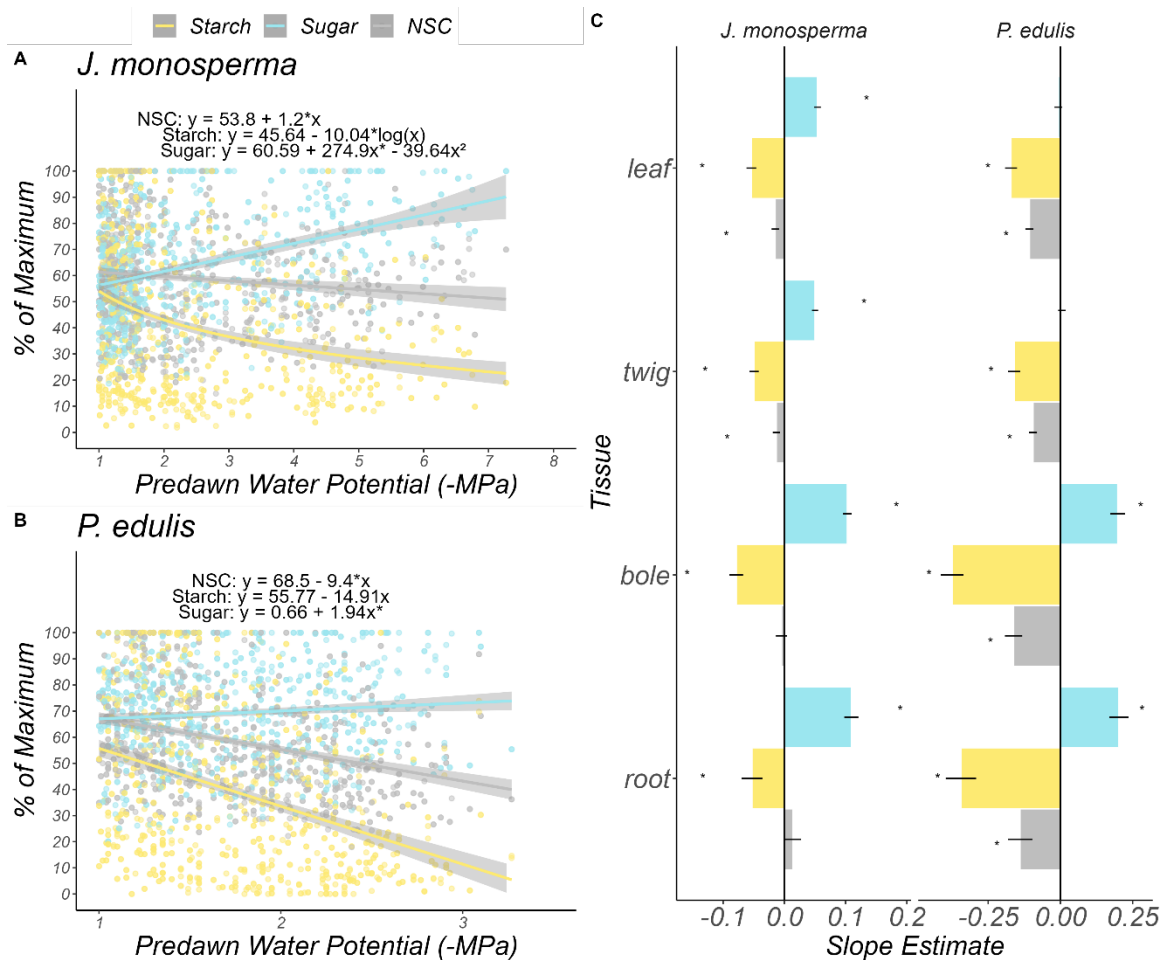 Starch Sugar NSC
A J. monosperma
NSC: y = 53.8 + 1.2*x
Starch: y = 45.64 - 10.04*log(x)
Sugar: y = 60.59 + 274.9x* - 39.64x²
100
90
80
70
60
50
40
30
20
10
0
% of Maximum
1 2 3 4 5 6 7 8
Predawn Water Potential (-MPa)
B P. edulis
NSC: y = 68.5 - 9.4*x
Starch: y = 55.77 - 14.91x
Sugar: y = 0.66 + 1.94x*
100
90
80
70
60
50
40
30
20
10
0
% of Maximum
1 2 3
Predawn Water Potential (-MPa)
C
J. monosperma P. edulis
* 
* *
* *
*
* *
* *
* *
* *
*
* *
* *
*
leaf
twig
bole
root
Tissue
-0.1 0.0 0.1 0.2 -0.25 0.00 0.25
Slope Estimate